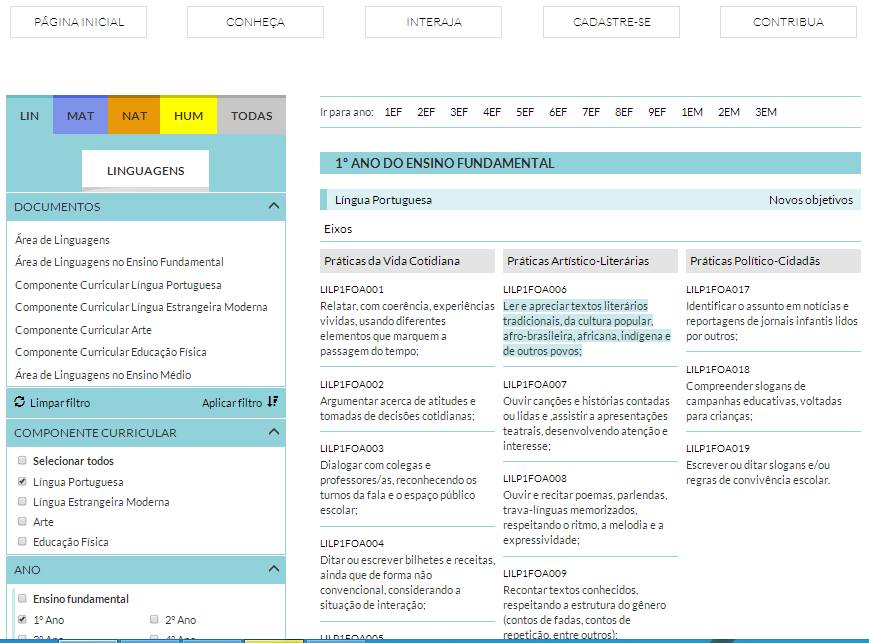 PÁGINA INICIAL
CONHEÇA
INTERAJA
CADASTRE-SE
CONTRIBUA
LIN
MAT
NAT
HUM
TODAS
LINGUAGENS
DOCUMENTOS
Área de Linguagens
Área de Linguagens no Ensino Fundamental
Componente Curricular Língua Portuguesa
Componente Curricular Língua Estrangeira Moderna
Componente Curricular Arte
Componente Curricular Educação Física
Área de Linguagens no Ensino Médio
Limpar filtro
Aplicar filtro
COMPONENTE CURRICULAR
Selecionar todos
Língua Portuguesa
Língua Estrangeira Moderna
Arte
Educação Física
ANO
Ensino fundamental
1º Ano
2º Ano
3º Ano
4º Ano
Ir para ano: 1EF 2EF 3EF 4EF 5EF 6EF 7EF 8EF 9EF 1EM 2EM 3EM
1º ANO DO ENSINO FUNDAMENTAL
Língua Portuguesa
Novos objetivos
Eixos
Práticas da Vida Cotidiana
LILP1FOA001
Relatar, com coerência, experiências
vividas, usando diferentes
elementos que marquem a
passagem do tempo;
LILP1FOA002
Argumentar acerca de atitudes e
tomadas de decisões cotidianas;
LILP1FOA003
Dialogar com colegas e
professores/as, reconhecendo os
turnos da fala e o espaço público
escolar;
LILP1FOA004
Ditar ou escrever bilhetes e receitas,
ainda que de forma não
convencional, considerando a
situação de interação;
LILP1FOA005
Práticas Artístico-Literárias
LILP1FOA006
Ler e apreciar textos literários
tradicionais, da cultura popular,
afro-brasileira, africana, indígena e
de outros povos;
LILP1FOA007
Ouvir canções e histórias contadas
ou lidas e ,assistir a apresentações
teatrais, desenvolvendo atenção e
interesse;
LILP1FOA008
Ouvir e recitar poemas, parlendas,
trava-línguas memorizados,
respeitando o ritmo, a melodia e a
expressividade;
LILP1FOA009
Recontar textos conhecidos,
respeitando a estrutura do gênero
(contos de fadas, contos de
repetição, entre outros);
Práticas Político-Cidadãs
LILP1FOA017
Identificar o assunto em notícias e
reportagens de jornais infantis lidos
por outros;
LILP1FOA018
Compreender slogans de
campanhas educativas, voltadas
para crianças;
LILP1FOA019
Escrever ou ditar slogans e/ou
regras de convivência escolar.